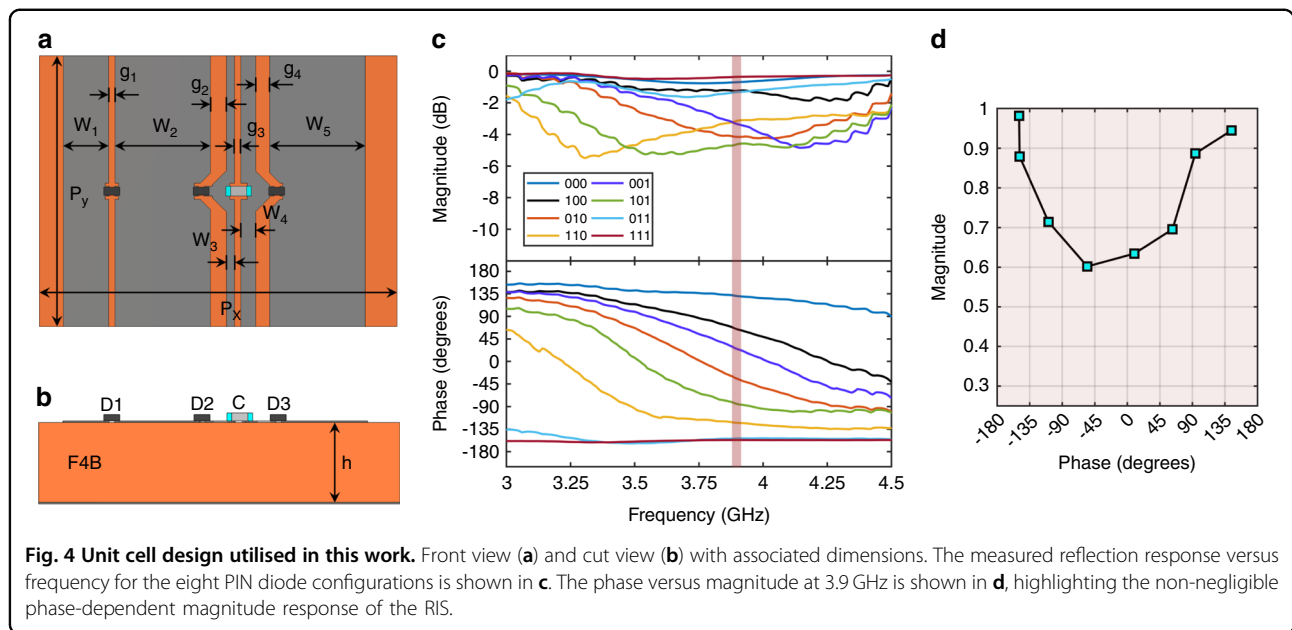 a
g1
g2
g4
W1
W2
g3
W5
Py
W4
W3
Px
b
D1
D2
C
D3
F4B
h
c
0
-2
-4
-6
-8
-10
Magnitude (dB)
000
001
100
101
010
011
110
111
180
135
90
45
0
-45
-90
-135
-180
Phase (degrees)
3
3.25
3.5
3.75
4
4.25
4.5
Frequency (GHz)
d
1
0.9
0.8
0.7
0.6
0.5
0.4
0.3
Magnitude
-180
-135
-90
-45
0
45
90
135
180
Phase (degrees)
Fig. 4 Unit cell design utilised in this work. Front view (a) and cut view (b) with associated dimensions. The measured reflection response versus
frequency for the eight PIN diode configurations is shown in c. The phase versus magnitude at 3.9 GHz is shown in d, highlighting the non-negligible
phase-dependent magnitude response of the RIS.